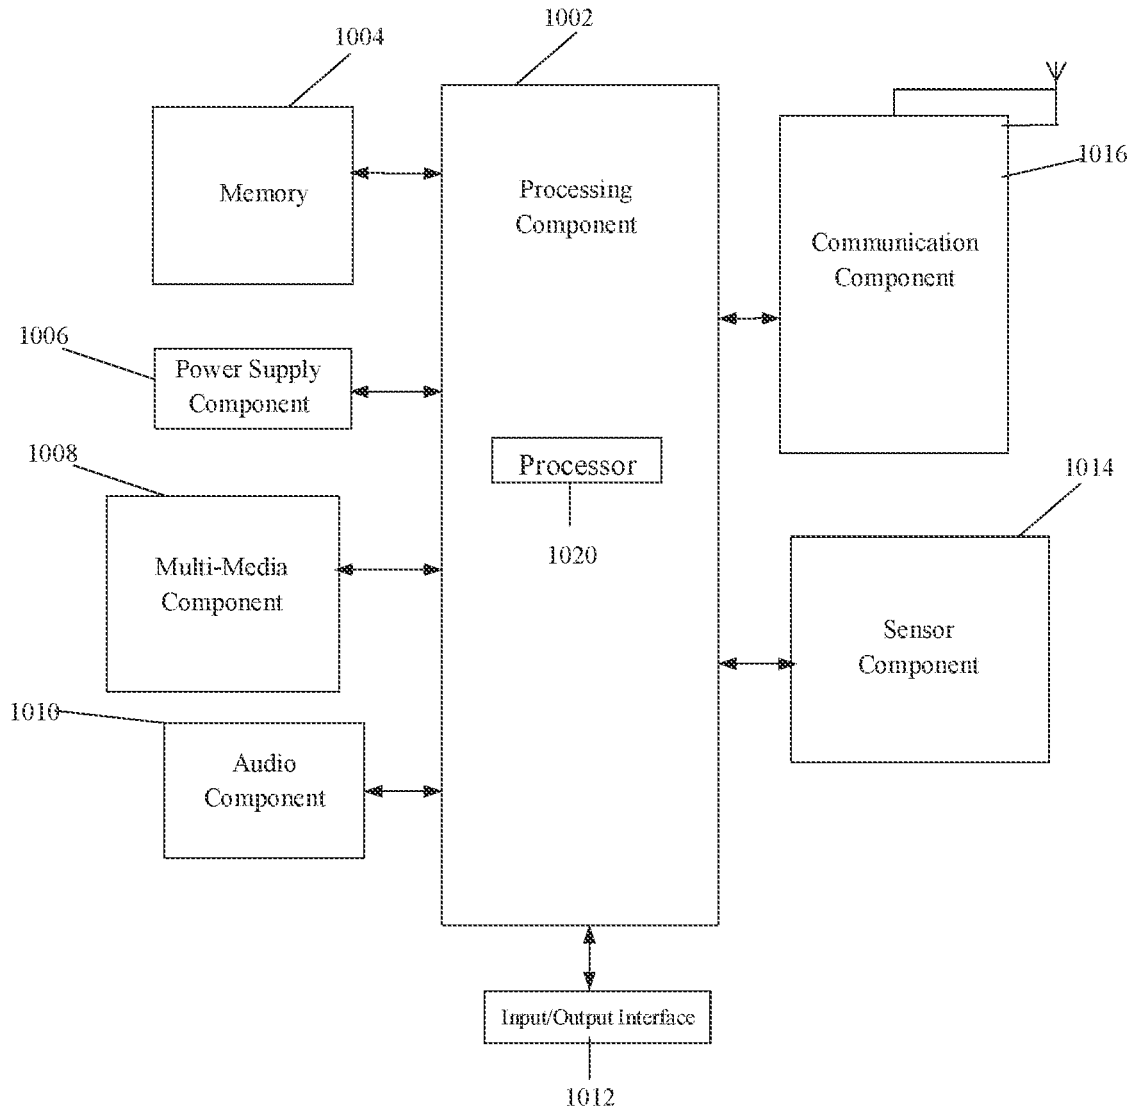 1002
1004
Memory
Processing
Component
1016
Communication
Component
1006
Power Supply
Component
1008
Processor
1014
1020
Multi-Media
Component
Sensor
Component
1010
Audio
Component
Input/Output Interface
1012